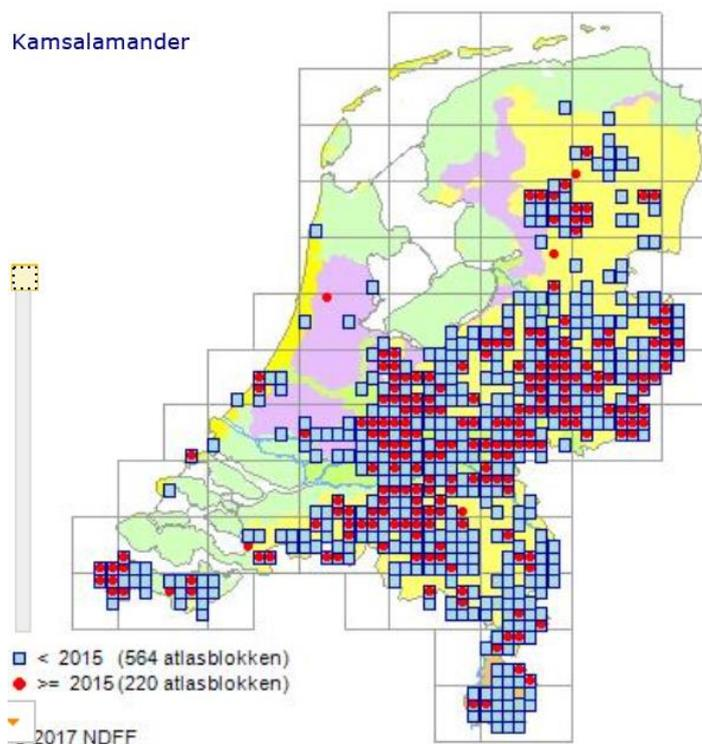 Kamsalamander
< 2015 (564 atlasblokken)
>= 2015 (220 atlasblokken)
2017 NDFF